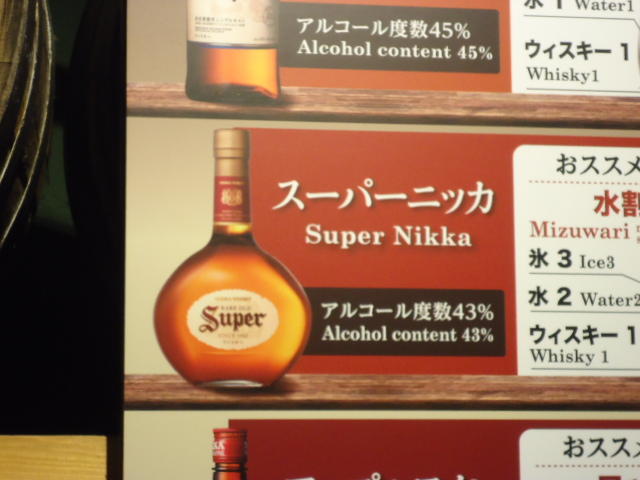 アルコール度数45%
Alcohol content 45%
氷 1 Water1
ウィスキー 1
Whisky1
スーパーニッカ
Super Nikka
アルコール度数43%
Alcohol content 43%
RARE OLD
Super
おススメ
水割
Mizuwari
氷 3 Ice3
水 2 Water2
ウィスキー 1
Whisky 1
おススメ